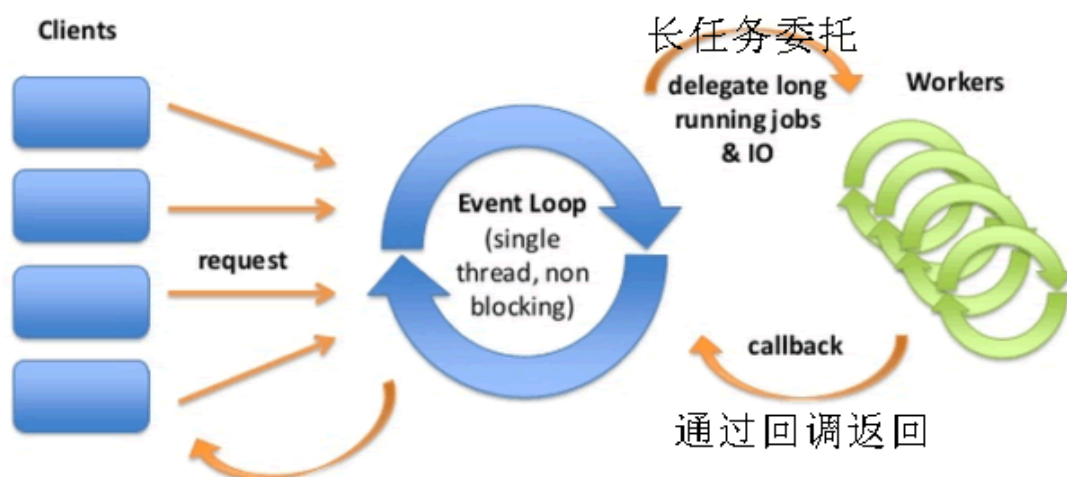 Clients
request
Event Loop
(single
thread, non
blocking)
长任务委托
delegate long
running jobs
& IO
Workers
callback
通过回调返回